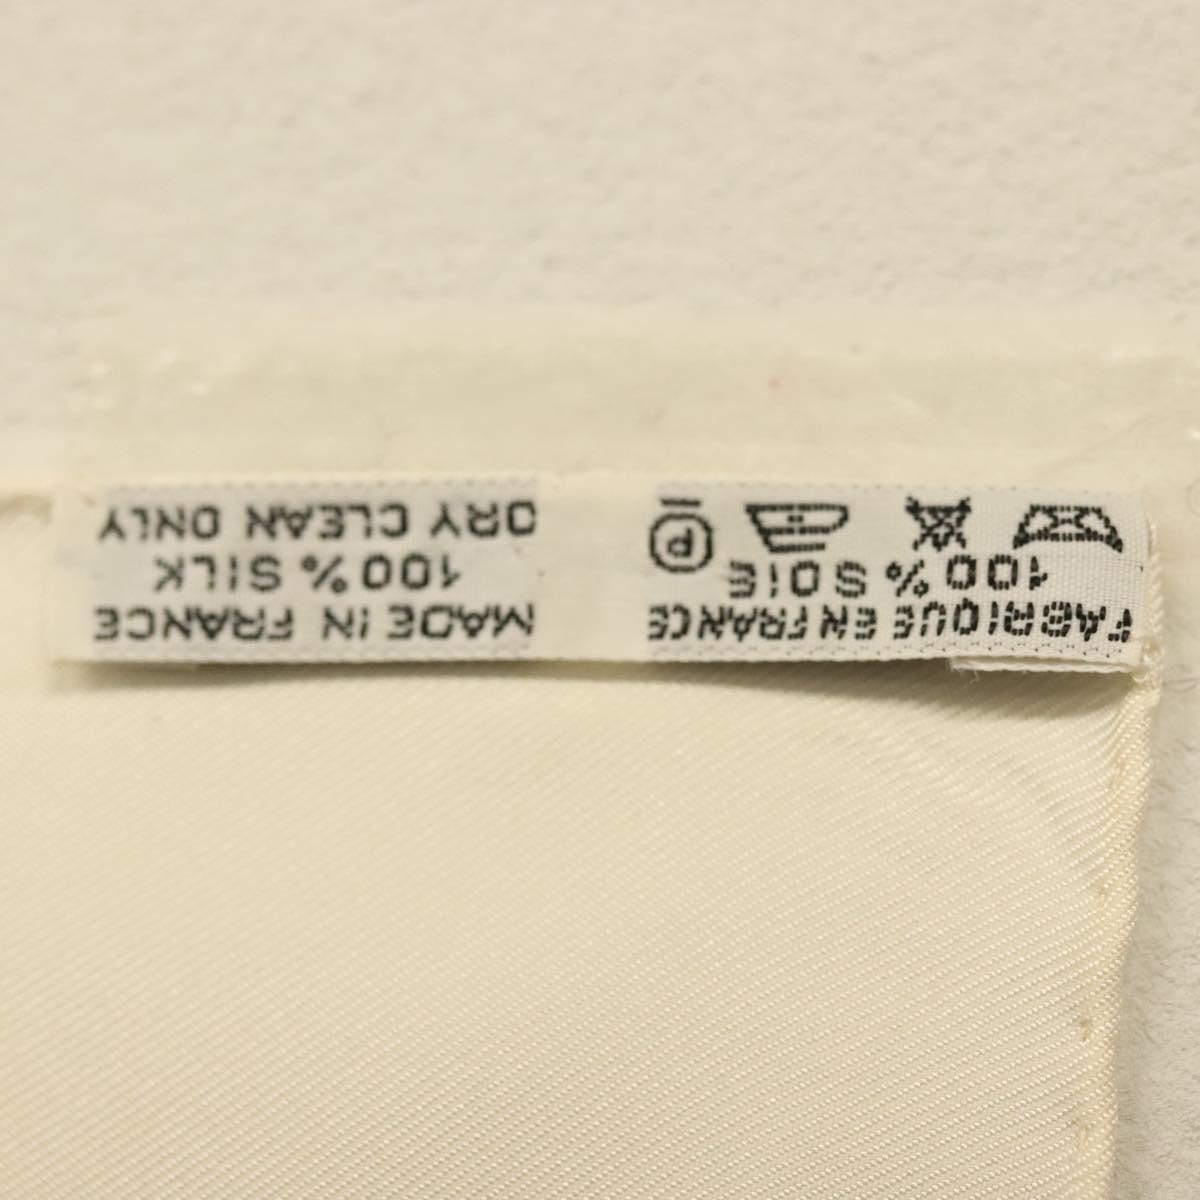 FABRIQUE EN FRANCE
100% SOIE
P
MADE IN FRANCE
100% SILK
DRY CLEAN ONLY